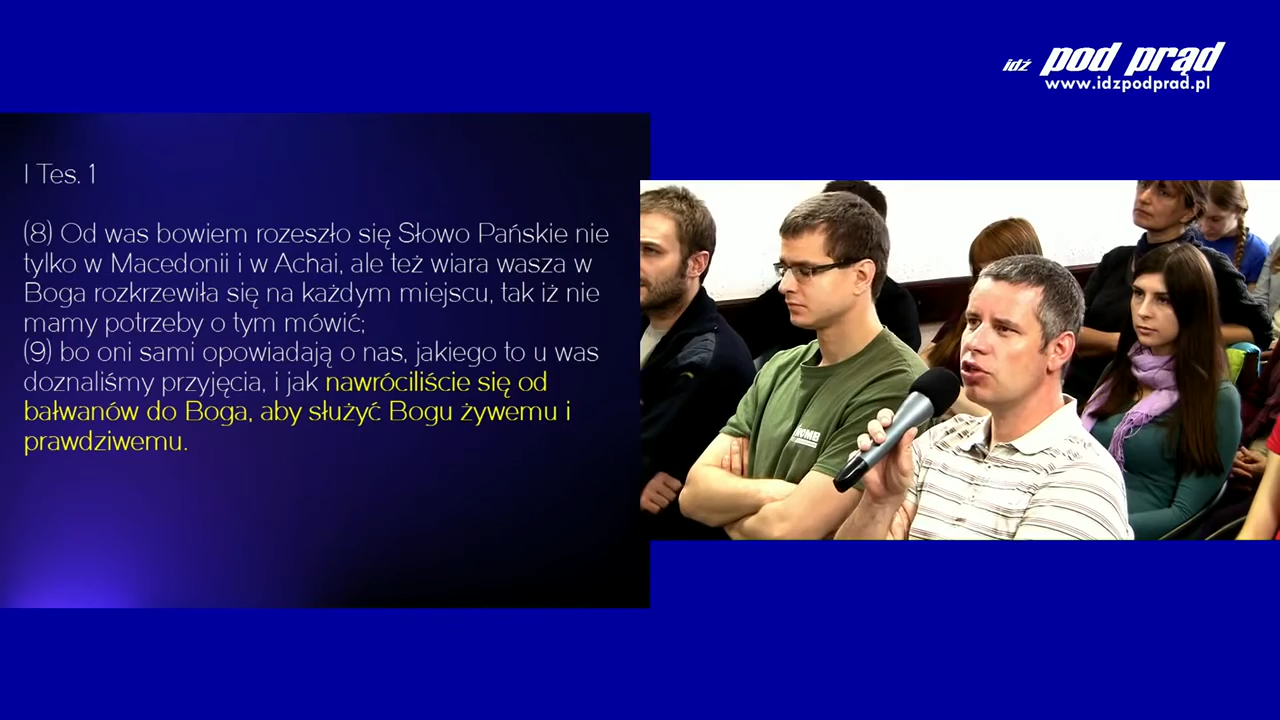 idź pod prąd
www.idzpodprad.pl
I Tes. 1
(8) Od was bowiem rozeszło się Słowo Pańskie nie
tylko w Macedonii i w Achai, ale też wiara wasza w
Boga rozkrzewiła się na każdym miejscu, tak iż nie
mamy potrzeby o tym mówić;
(9) bo oni sami opowiadają o nas, jakiego to u was
doznaliśmy przyjęcia, i jak nawróciliście się od
bałwanów do Boga, aby służyć Bogu żywemu i
prawdziwemu.